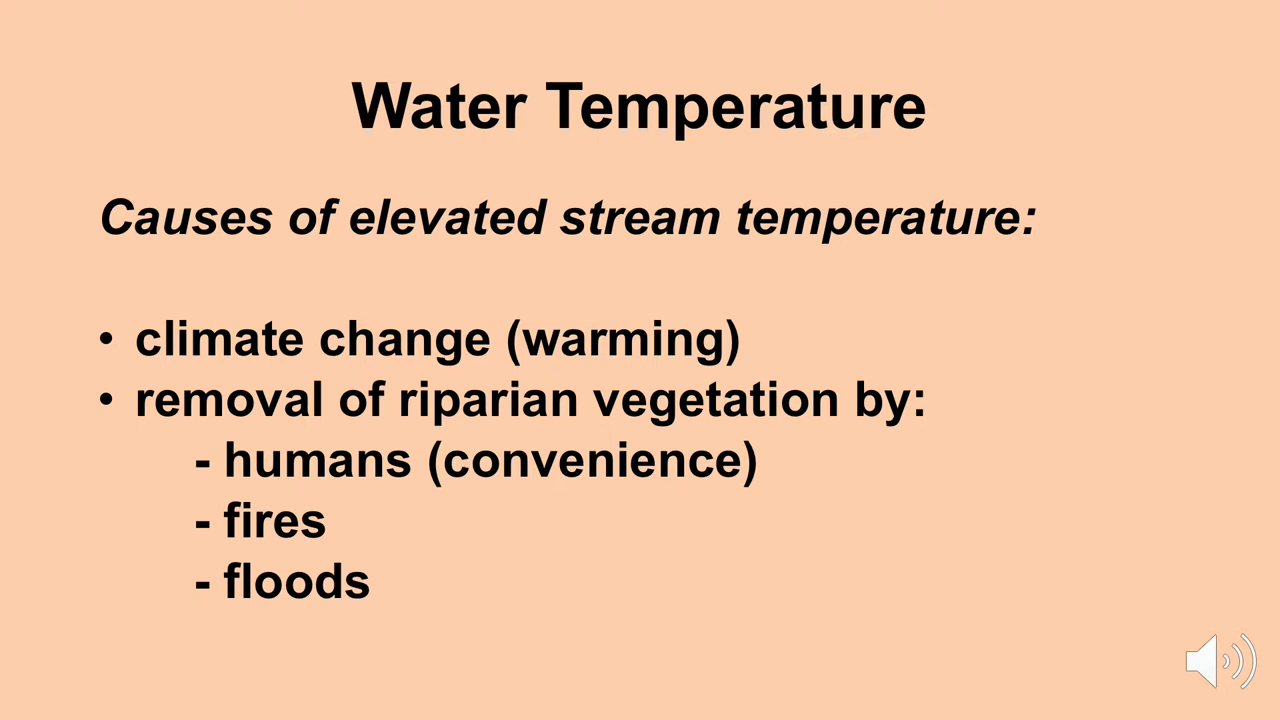 Water Temperature
Causes of elevated stream temperature:
• climate change (warming)
• removal of riparian vegetation by:
- humans (convenience)
- fires
- floods